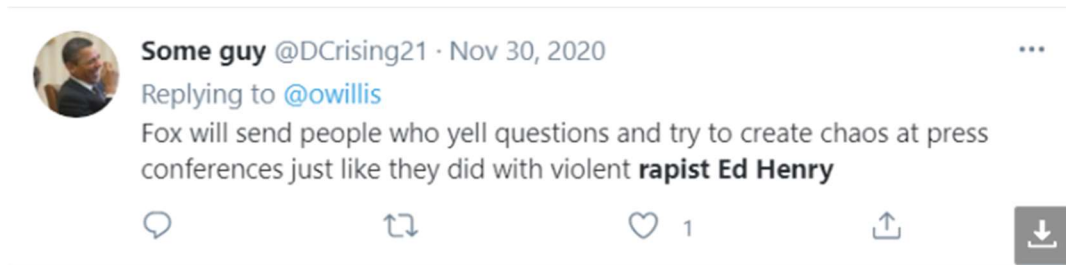 Some guy @DCrising21 · Nov 30, 2020
Replying to @owillis
Fox will send people who yell questions and try to create chaos at press
conferences just like they did with violent rapist Ed Henry
1